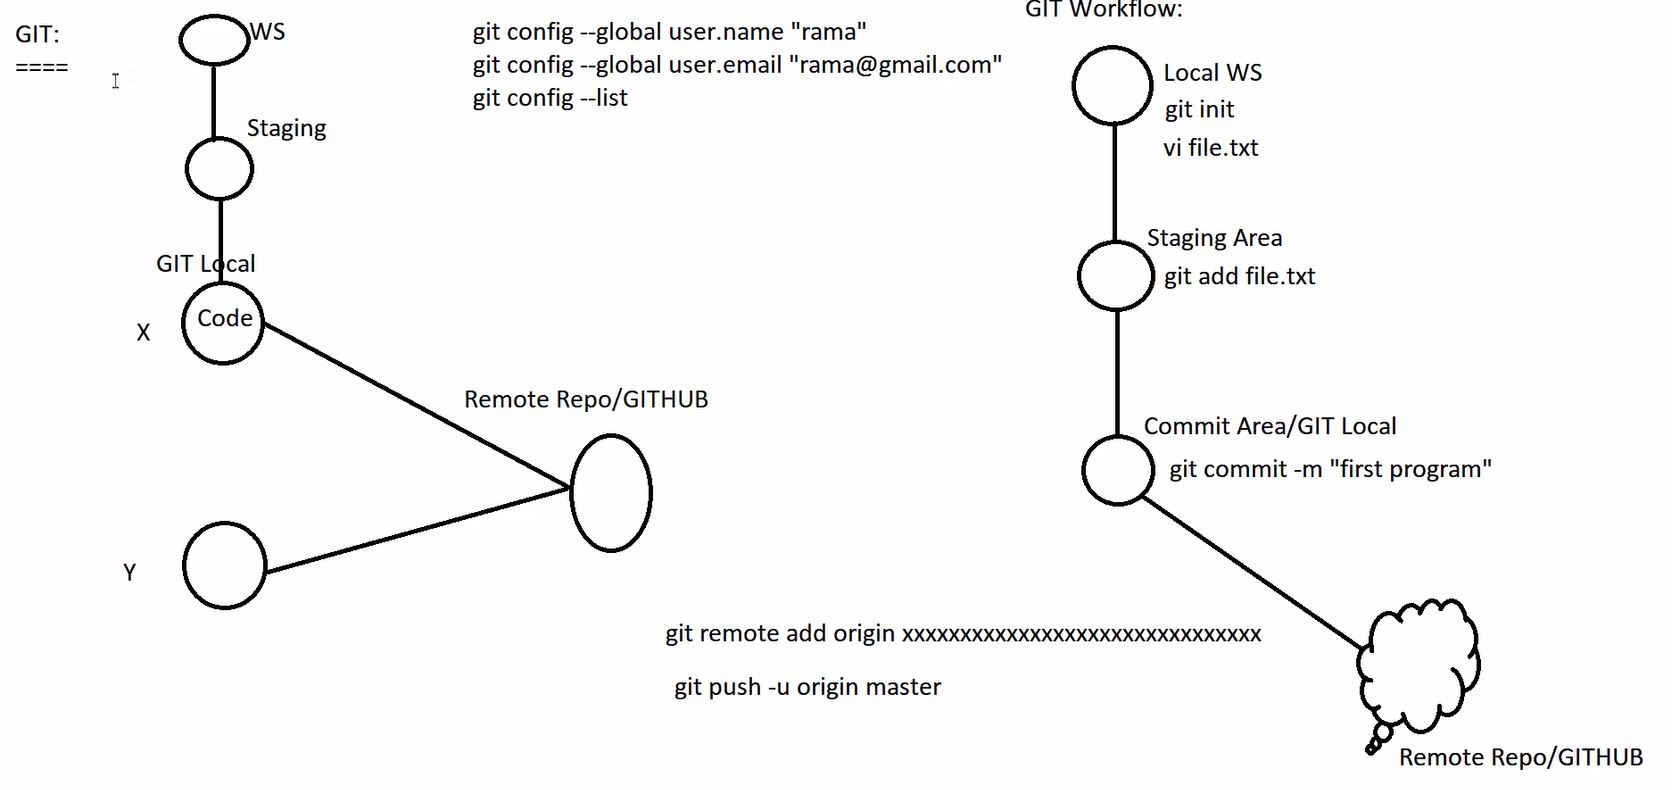 GIT:
====
WS
Staging
GIT Local
Code
X
Y
Remote Repo/GITHUB
git config --global user.name "rama"
git config --global user.email "rama@gmail.com"
git config --list
GIT Workflow:
Local WS
git init
vi file.txt
Staging Area
git add file.txt
Commit Area/GIT Local
git commit -m "first program"
git remote add origin xxxxxxxxxxxxxxxxxxxxxxxxxxxxxxx
git push -u origin master
Remote Repo/GITHUB